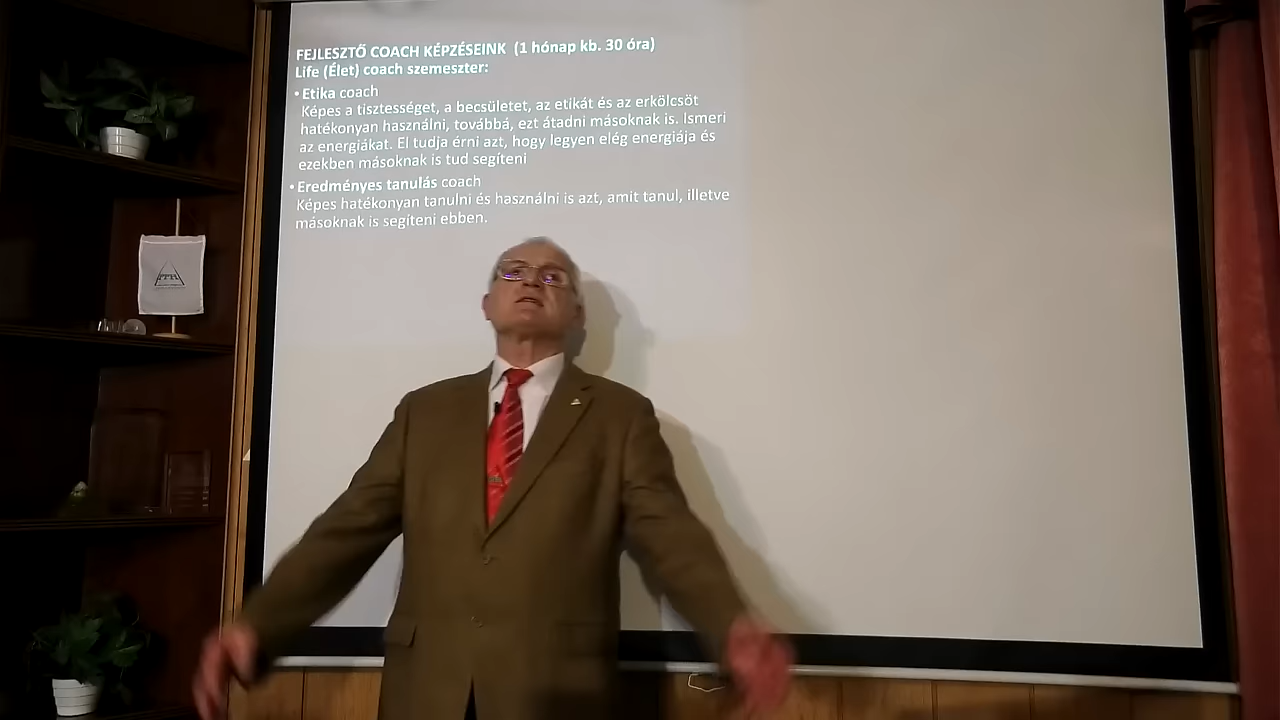 FEJLESZTŐ COACH KÉPZÉSEINK (1 hónap kb. 30 óra)
Life (Élet) coach szemeszter:
• Etika coach
Képes a tisztességet, a becsületet, az etikát és az erkölcsöt
hatékonyan használni, továbbá, ezt átadni másoknak is. Ismeri
az energiákat. El tudja érni azt, hogy legyen elég energiája és
ezekben másoknak is tud segíteni
• Eredményes tanulás coach
Képes hatékonyan tanulni és használni is azt, amit tanul, illetve
másoknak is segíteni ebben.